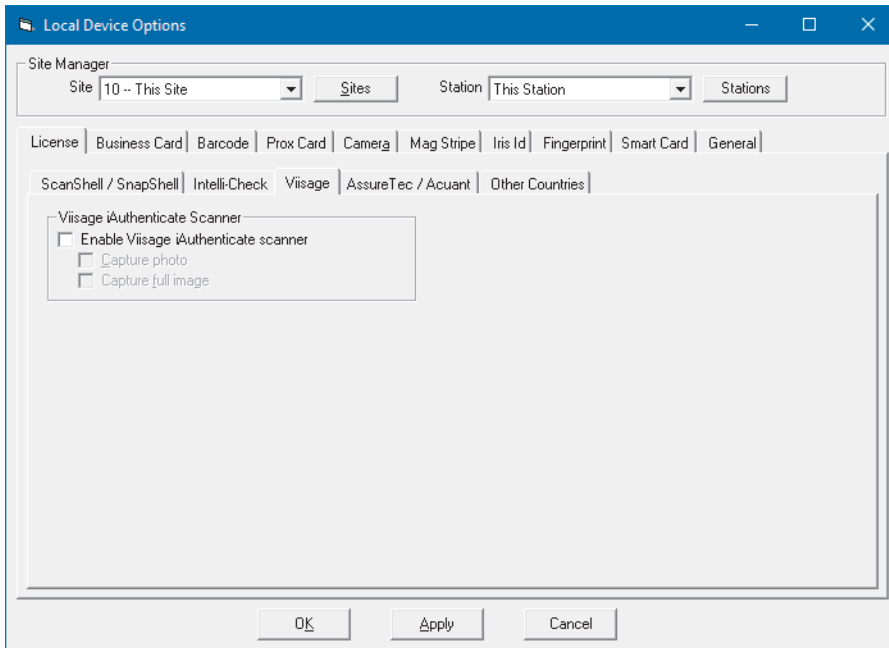 Local Device Options
Site Manager
Site 10 -- This Site Sites Station This Station Stations
License Business Card Barcode Prox Card Camera Mag Stripe Iris Id Fingerprint Smart Card General
ScanShell / SnapShell Intelli-Check Viisage AssureTec / Acuant Other Countries
Viisage iAuthenticate Scanner
Enable Viisage iAuthenticate scanner
Capture photo
Capture full image
OK Apply Cancel